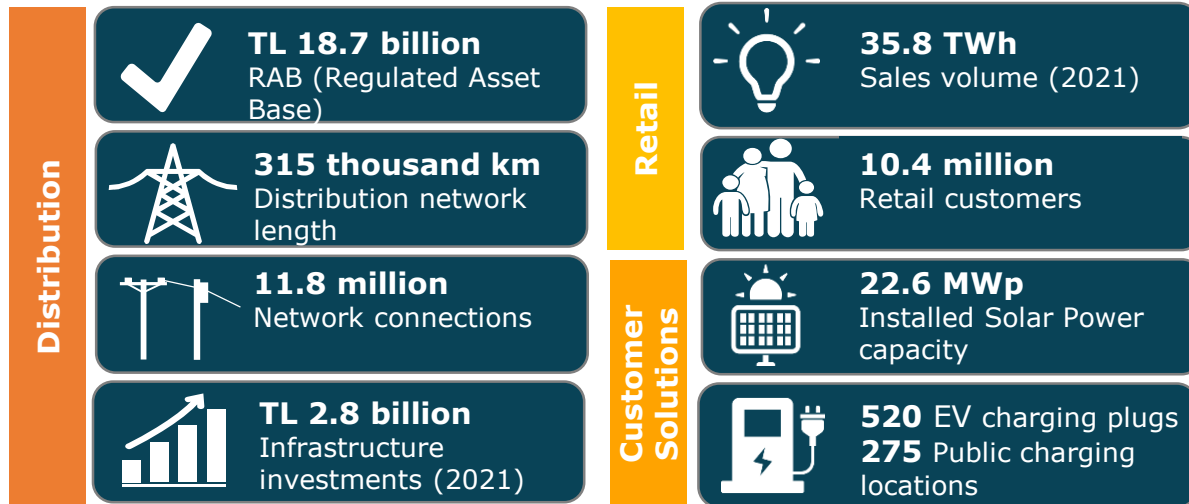 Distribution
TL 18.7 billion
RAB (Regulated Asset
Base)
315 thousand km
Distribution network
length
11.8 million
Network connections
TL 2.8 billion
Infrastructure
investments (2021)
Retail
35.8 TWh
Sales volume (2021)
10.4 million
Retail customers
Customer
Solutions
22.6 MWp
Installed Solar Power
capacity
520 EV charging plugs
275 Public charging
locations